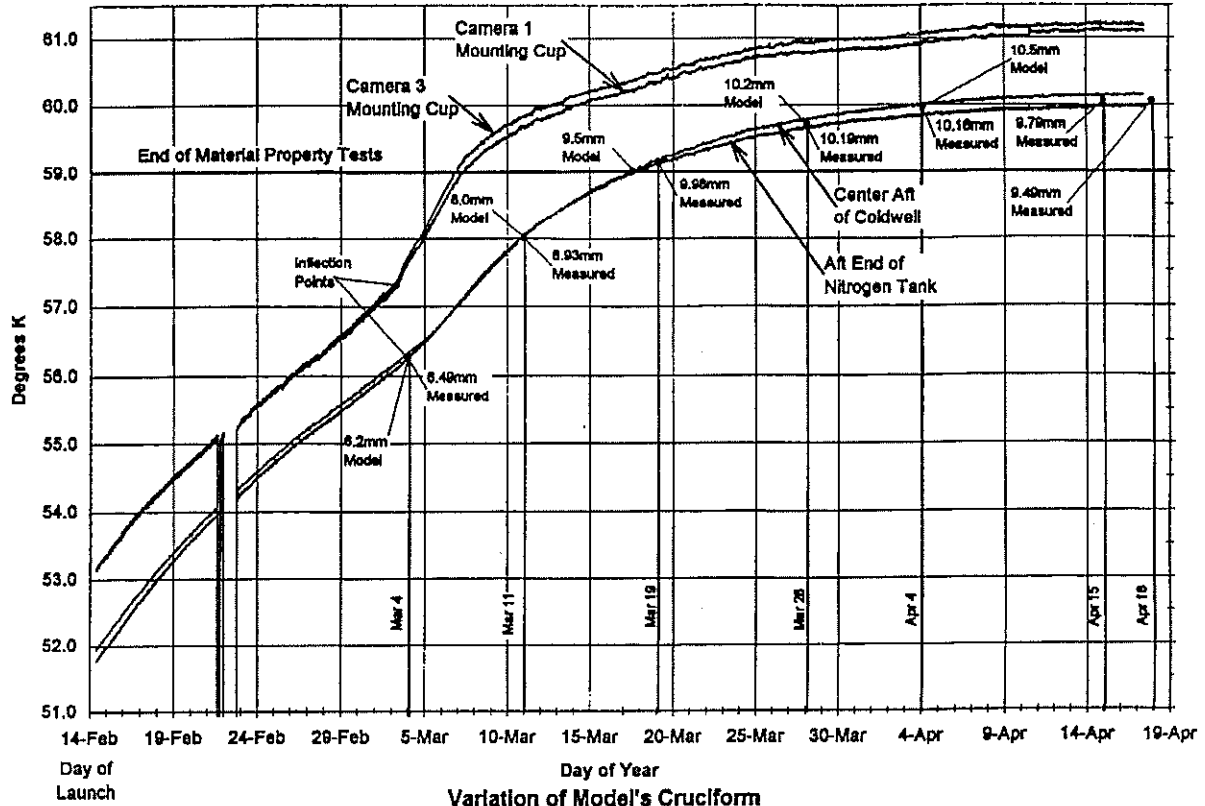 61.0
60.0
59.0
58.0
57.0
56.0
55.0
54.0
53.0
52.0
51.0
Degrees K
Camera 1
Mounting Cup
Camera 3
Mounting Cup
End of Material Property Tests
Inflection
Points
6.2mm
Model
6.49mm
Measured
8.0mm
Model
8.93mm
Measured
9.5mm
Model
9.98mm
Measured
10.2mm
Model
10.19mm
Measured
10.5mm
Model
Measured
9.79mm
Measured
9.49mm
Measured
Center Aft
of Coldwell
Aft End of
Nitrogen Tank
Mar 4
Mar 11
Mar 19
Mar 28
Apr 4
Apr 15
Apr 18
14-Feb
19-Feb
24-Feb
29-Feb
5-Mar
10-Mar
15-Mar
20-Mar
25-Mar
30-Mar
4-Apr
9-Apr
14-Apr
19-Apr
Day of
Launch
Day of Year
Variation of Model's Cruciform